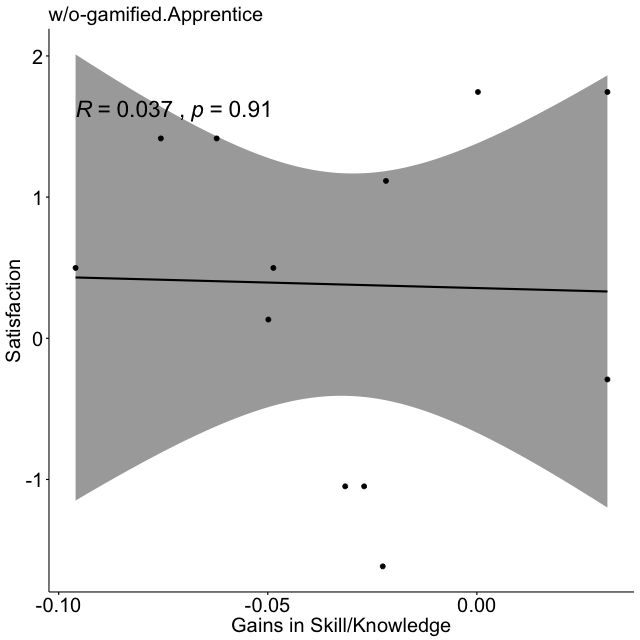 w/o-gamified.Apprentice
R = 0.037 , p = 0.91
2
1
0
-1
Satisfaction
-0.10
-0.05
0.00
Gains in Skill/Knowledge